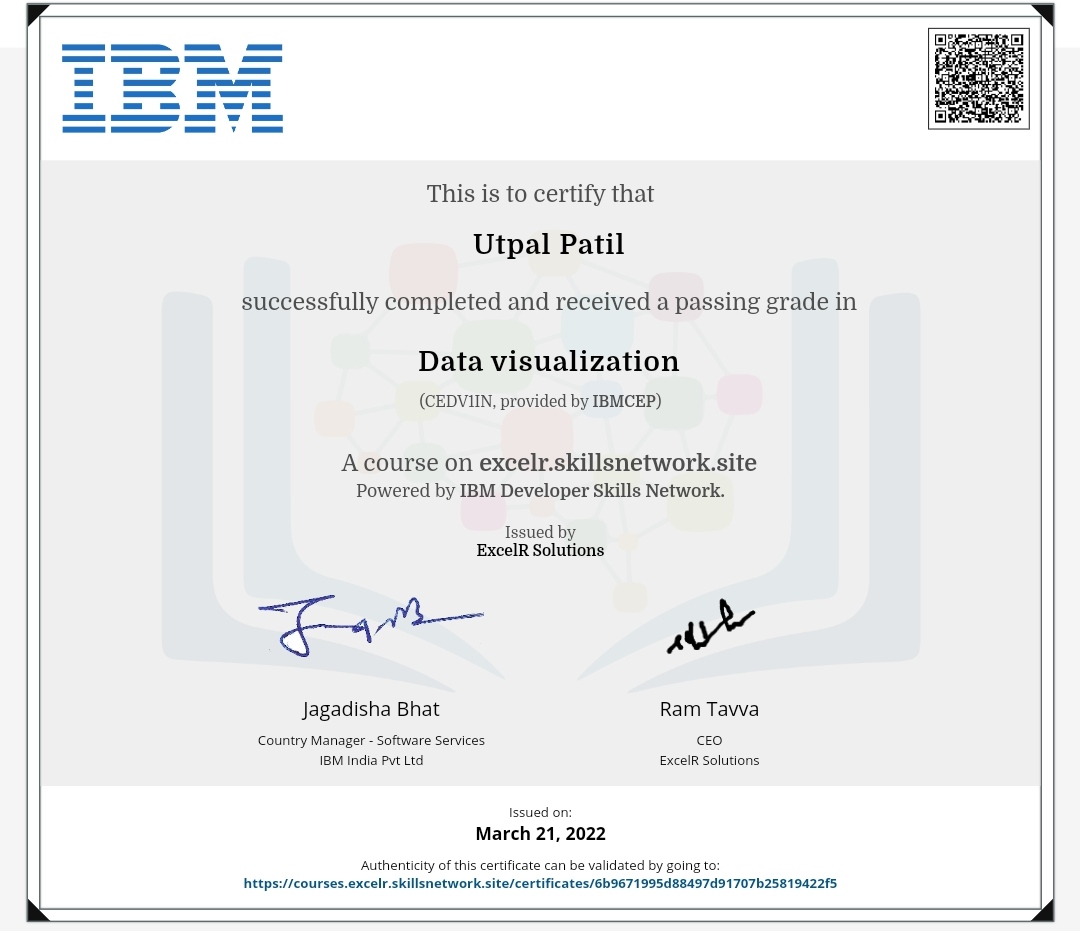 IBM
This is to certify that
Utpal Patil
successfully completed and received a passing grade in
Data visualization
(CEDV1IN, provided by IBMCEP)
A course on excelr.skillsnetwork.site
Powered by IBM Developer Skills Network.
Issued by
ExcelR Solutions
Jagadisha Bhat
Country Manager - Software Services
IBM India Pvt Ltd
Ram Tavva
CEO
ExcelR Solutions
Issued on:
March 21, 2022
Authenticity of this certificate can be validated by going to:
https://courses.excelr.skillsnetwork.site/certificates/6b9671995d88497d91707b25819422f5